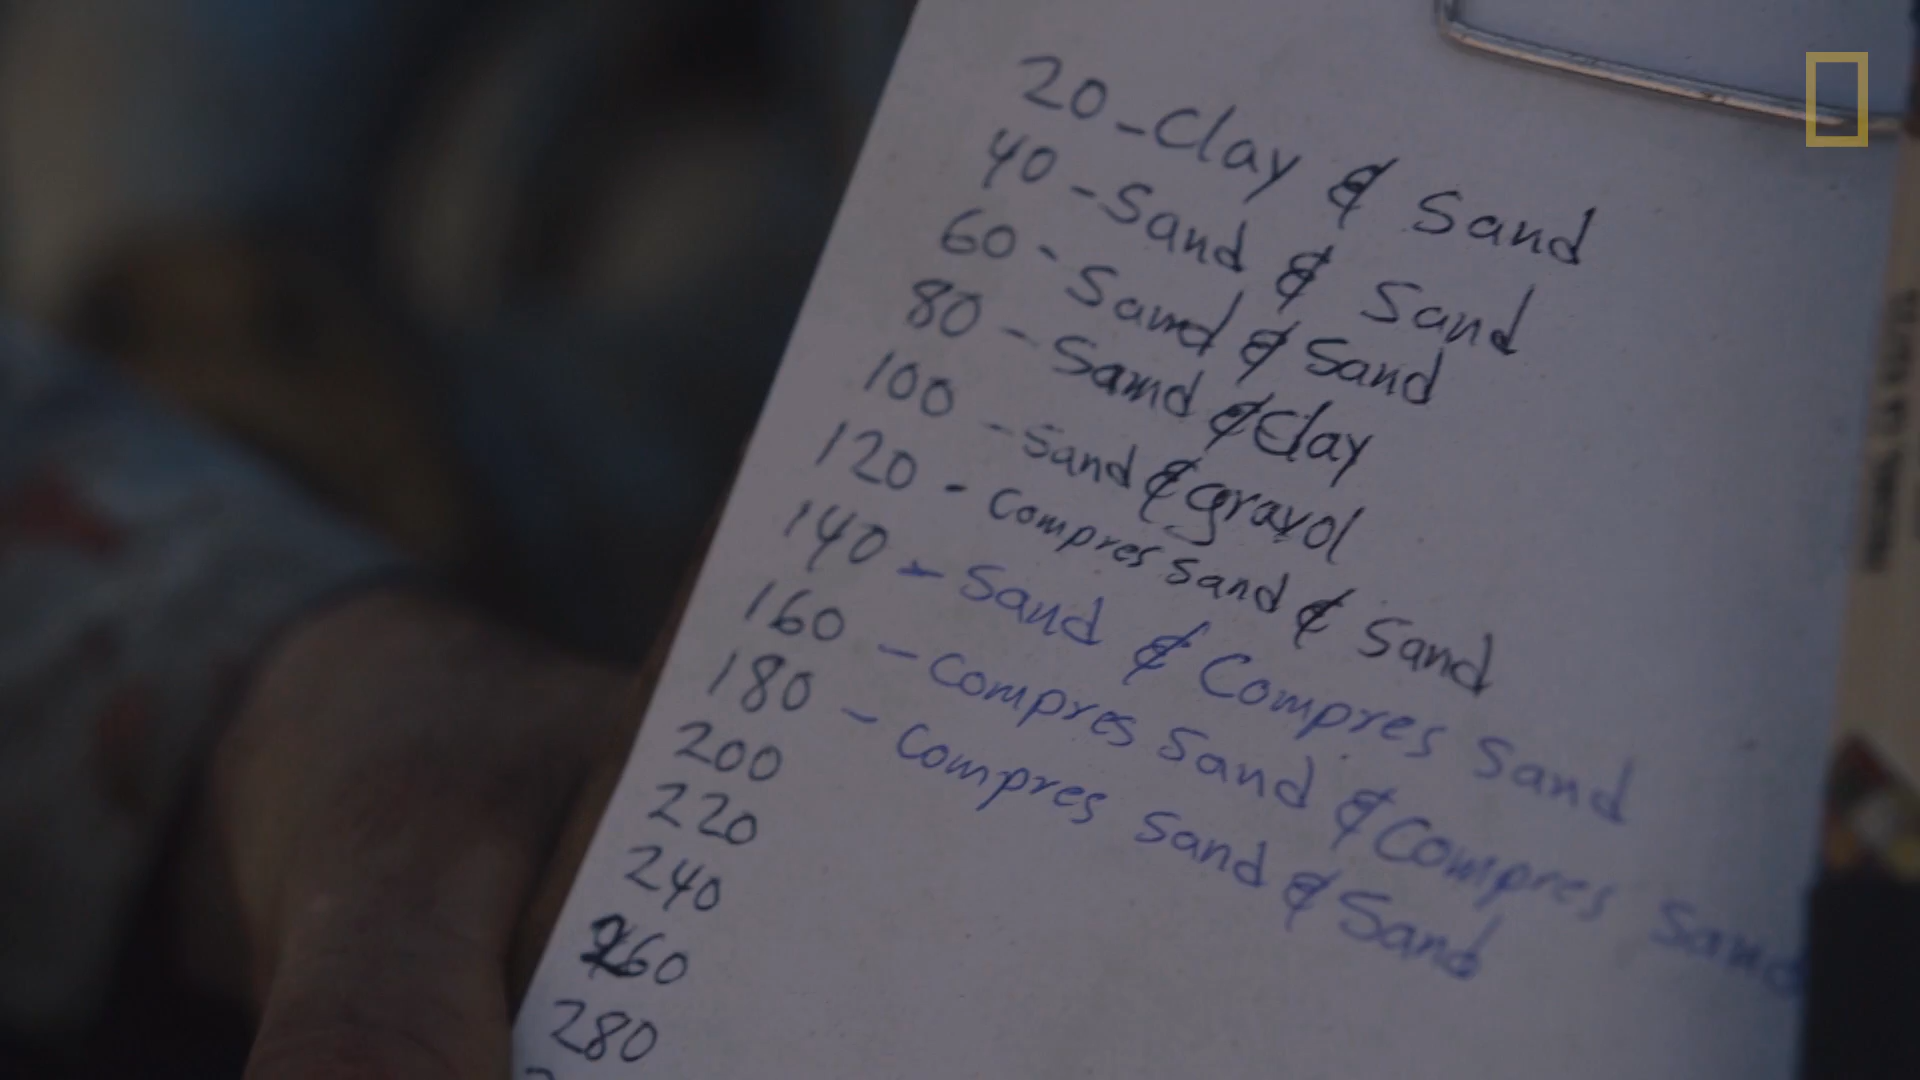 20 - Clay & Sand
40 - Sand & Sand
60 - Sand & Sand
80 - Sand & Clay
100 - Sand & gravol
120 - Compres Sand & Sand
140 - Sand & Compres Sand
160 - Compres Sand & Compres Sand
180 - Compres Sand & Sand
200
220
240
260
280